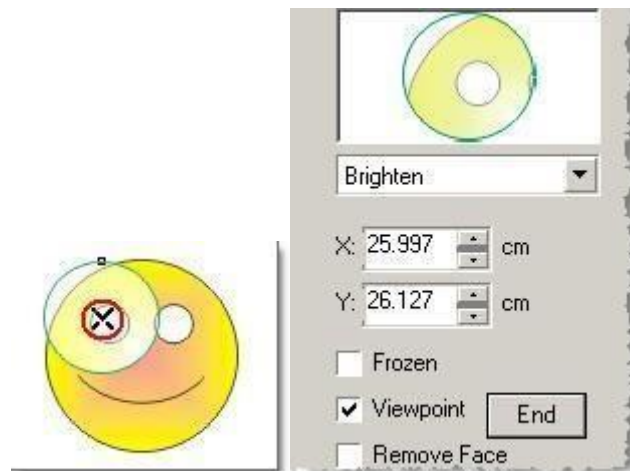 Brighten
X: 25.997 cm
Y: 26.127 cm
Frozen
Viewpoint End
Remove Face